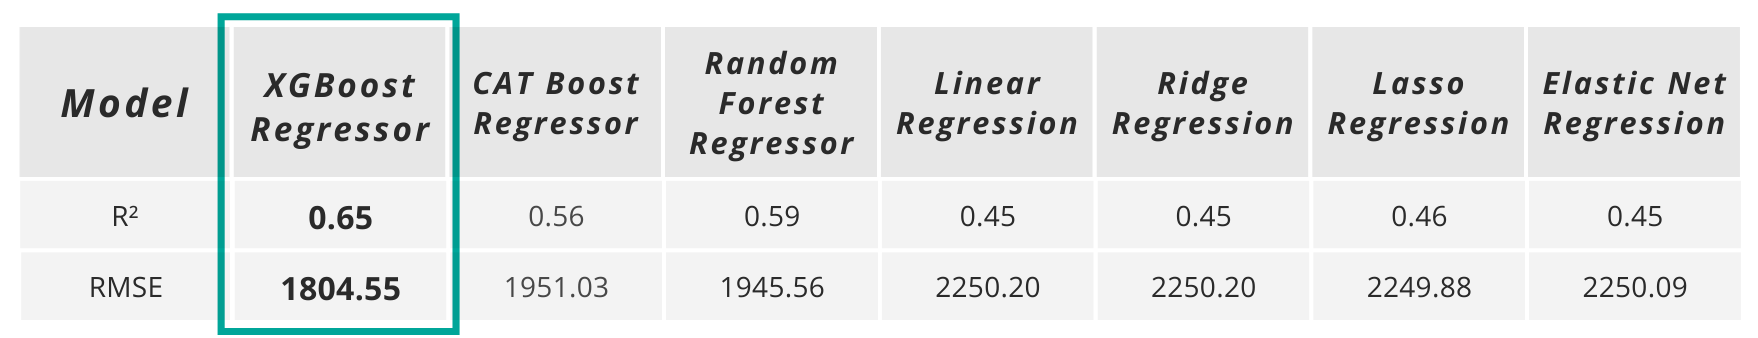 Model XGBoost Regressor CAT Boost Regressor Random Forest Regressor Linear Regression Ridge Regression Lasso Regression Elastic Net Regression
R² 0.65 0.56 0.59 0.45 0.45 0.46 0.45
RMSE 1804.55 1951.03 1945.56 2250.20 2250.20 2249.88 2250.09